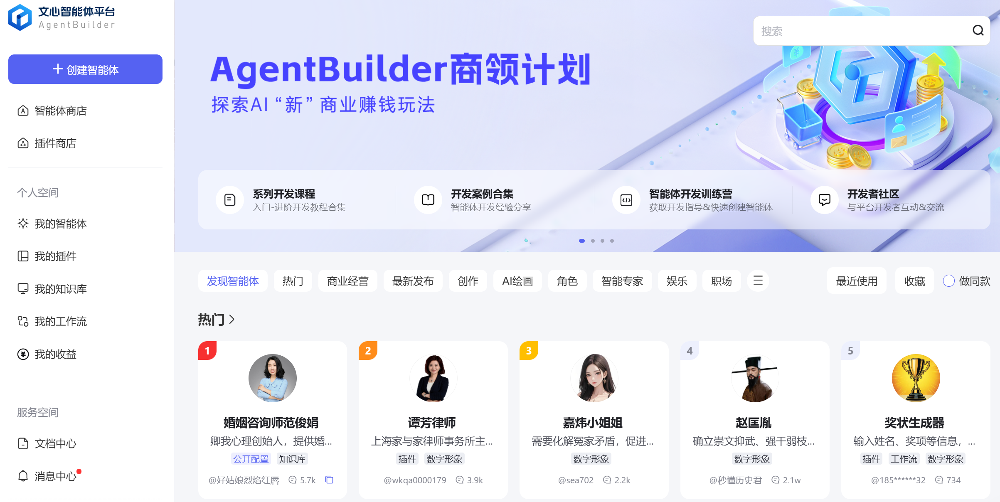 文心智能体平台
AgentBuilder
创建智能体
智能体商店
插件商店
个人空间
我的智能体
我的插件
我的知识库
我的工作流
我的收益
服务空间
文档中心
消息中心
搜索
AgentBuilder商领计划
探索AI“新”商业赚钱玩法
系列开发课程
入门-进阶开发教程合集
开发案例合集
智能体开发经验分享
智能体开发训练营
获取开发指导&快速创建智能体
开发者社区
与平台开发者互动&交流
发现智能体 热门 商业经营 最新发布 创作 AI绘画 角色 智能专家 娱乐 职场 最近使用 收藏 做同款
热门
1
婚姻咨询师范俊娟
卿我心理创始人，提供婚...
公开配置 知识库
@好姑娘烈焰红唇 5.7k
2
谭芳律师
上海家与家律师事务所主...
插件 数字形象
@wkqa0000179 3.9k
3
嘉炜小姐姐
需要化解冤家矛盾，促进...
数字形象
@sea702 2.2k
4
赵匡胤
确立崇文抑武、强干弱枝...
数字形象
@秒懂历史君 2.1w
5
奖状生成器
输入姓名、奖项等信息，...
插件 工作流 数字形象
@185******32 734